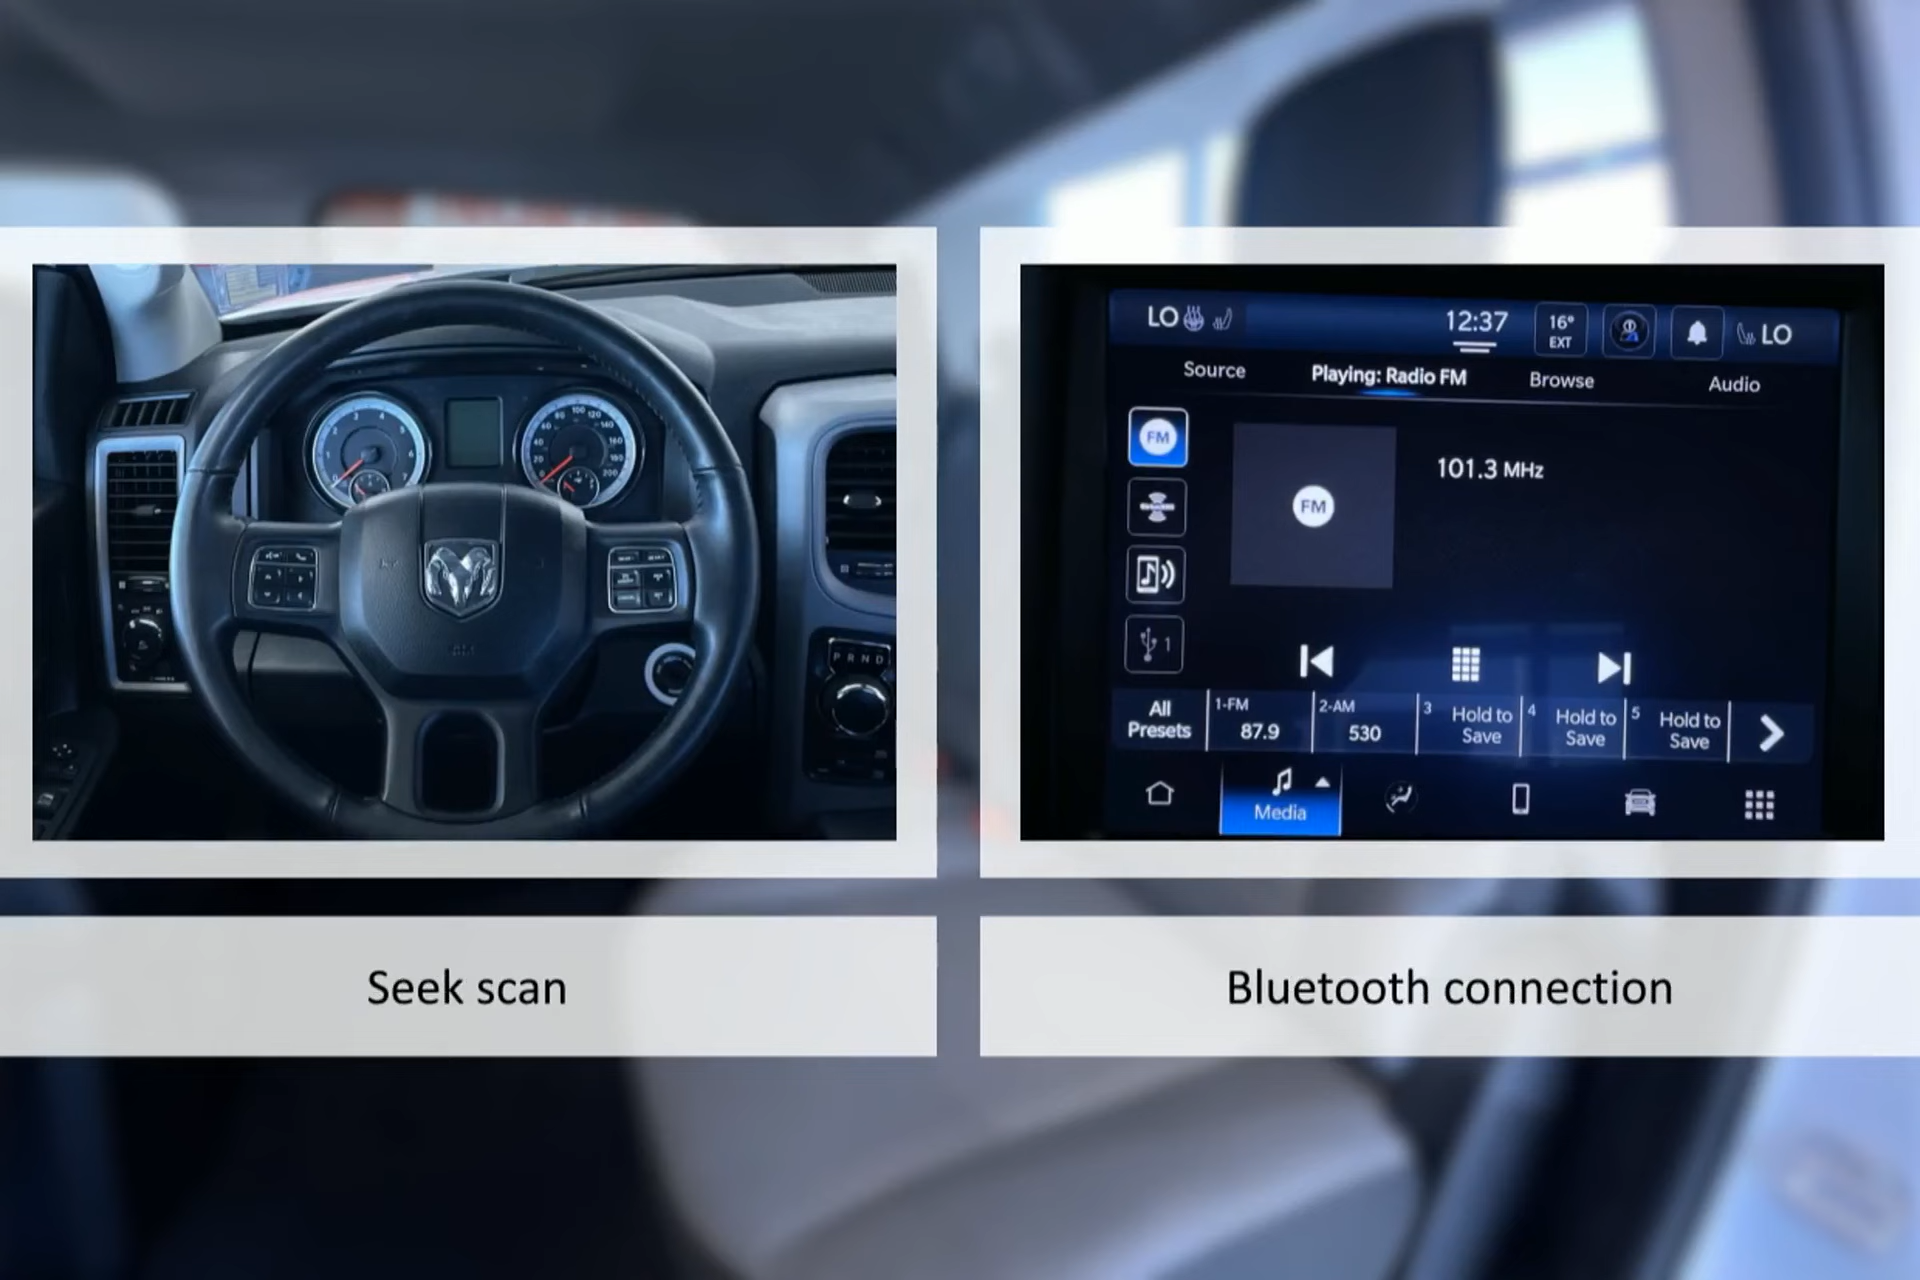 LO
12:37
16°
EXT
LO
Source
Playing: Radio FM
Browse
Audio
FM
FM
101.3 MHz
1
All
Presets
1-FM
87.9
2-AM
530
3
Hold to
Save
4
Hold to
Save
5
Hold to
Save
Media
P R N D
Seek scan
Bluetooth connection